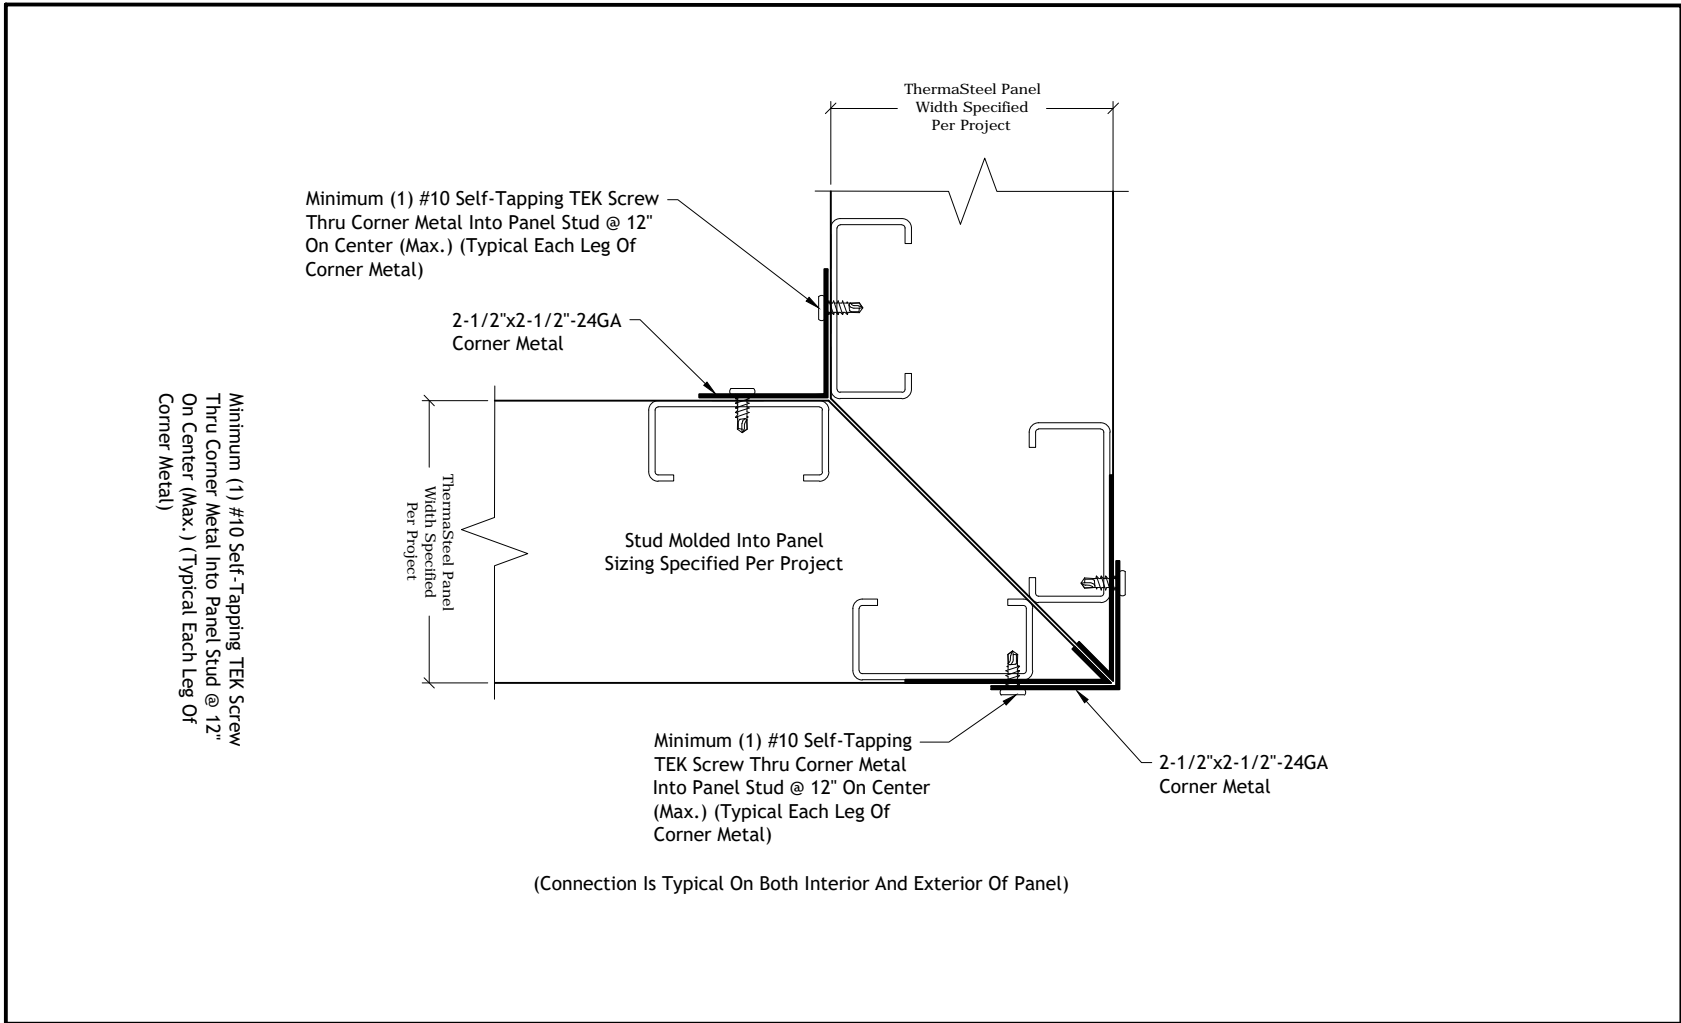 ThermaSteel Panel
Width Specified
Per Project
Minimum (1) #10 Self-Tapping TEK Screw
Thru Corner Metal Into Panel Stud @ 12"
On Center (Max.) (Typical Each Leg Of
Corner Metal)
2-1/2"x2-1/2"-24GA
Corner Metal
Minimum (1) #10 Self-Tapping TEK Screw
Thru Corner Metal Into Panel Stud @ 12"
On Center (Max.) (Typical Each Leg Of
Corner Metal)
ThermaSteel Panel
Width Specified
Per Project
Stud Molded Into Panel
Sizing Specified Per Project
Minimum (1) #10 Self-Tapping
TEK Screw Thru Corner Metal
Into Panel Stud @ 12" On Center
(Max.) (Typical Each Leg Of
Corner Metal)
2-1/2"x2-1/2"-24GA
Corner Metal
(Connection Is Typical On Both Interior And Exterior Of Panel)